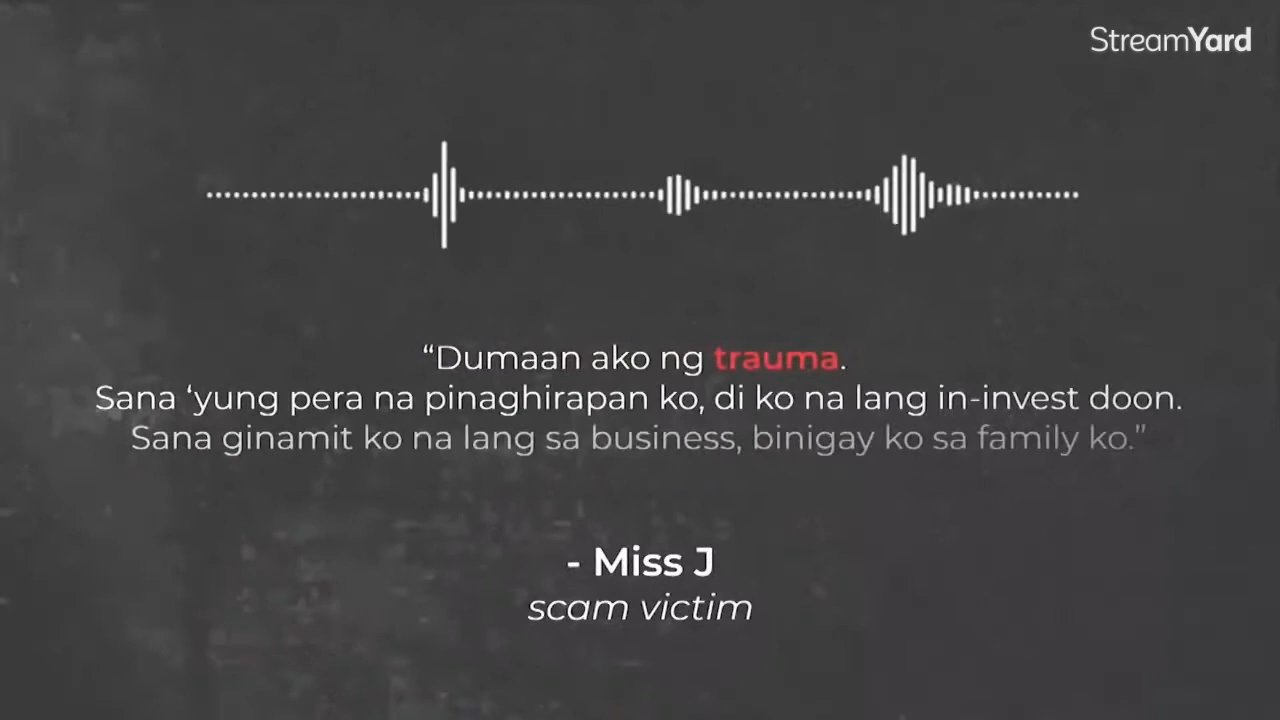 StreamYard
“Dumaan ako ng trauma.
Sana ‘yung pera na pinaghirapan ko, di ko na lang in-invest doon.
Sana ginamit ko na lang sa business, binigay ko sa family ko.”
- Miss J
scam victim